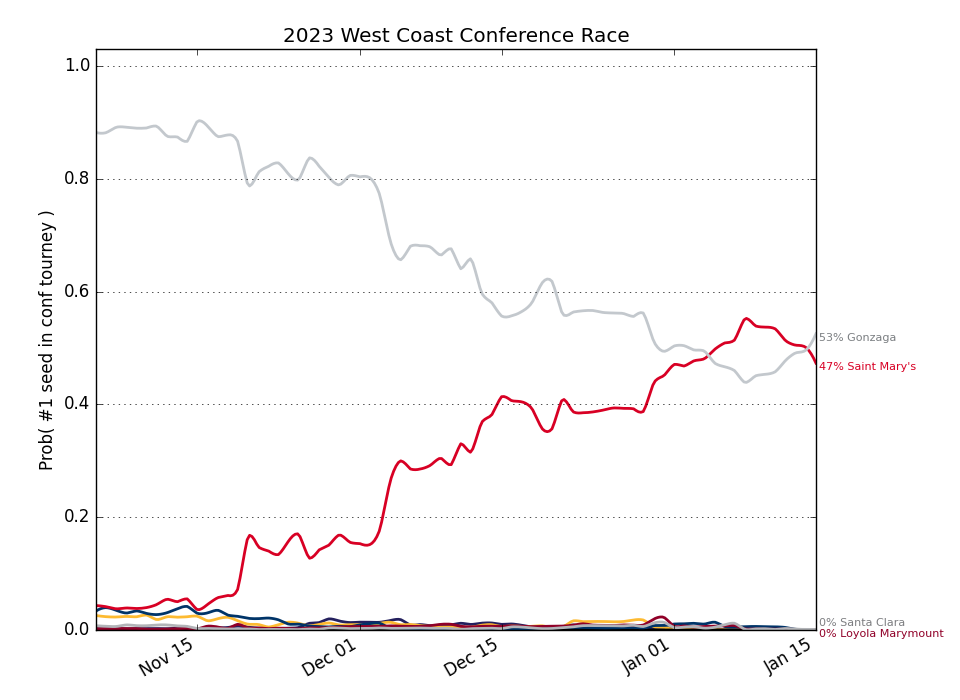 2023 West Coast Conference Race
Prob( #1 seed in conf tourney )
1.0
0.8
0.6
0.4
0.2
0.0
53% Gonzaga
47% Saint Mary's
0% Santa Clara
0% Loyola Marymount
Nov 15
Dec 01
Dec 15
Jan 01
Jan 15